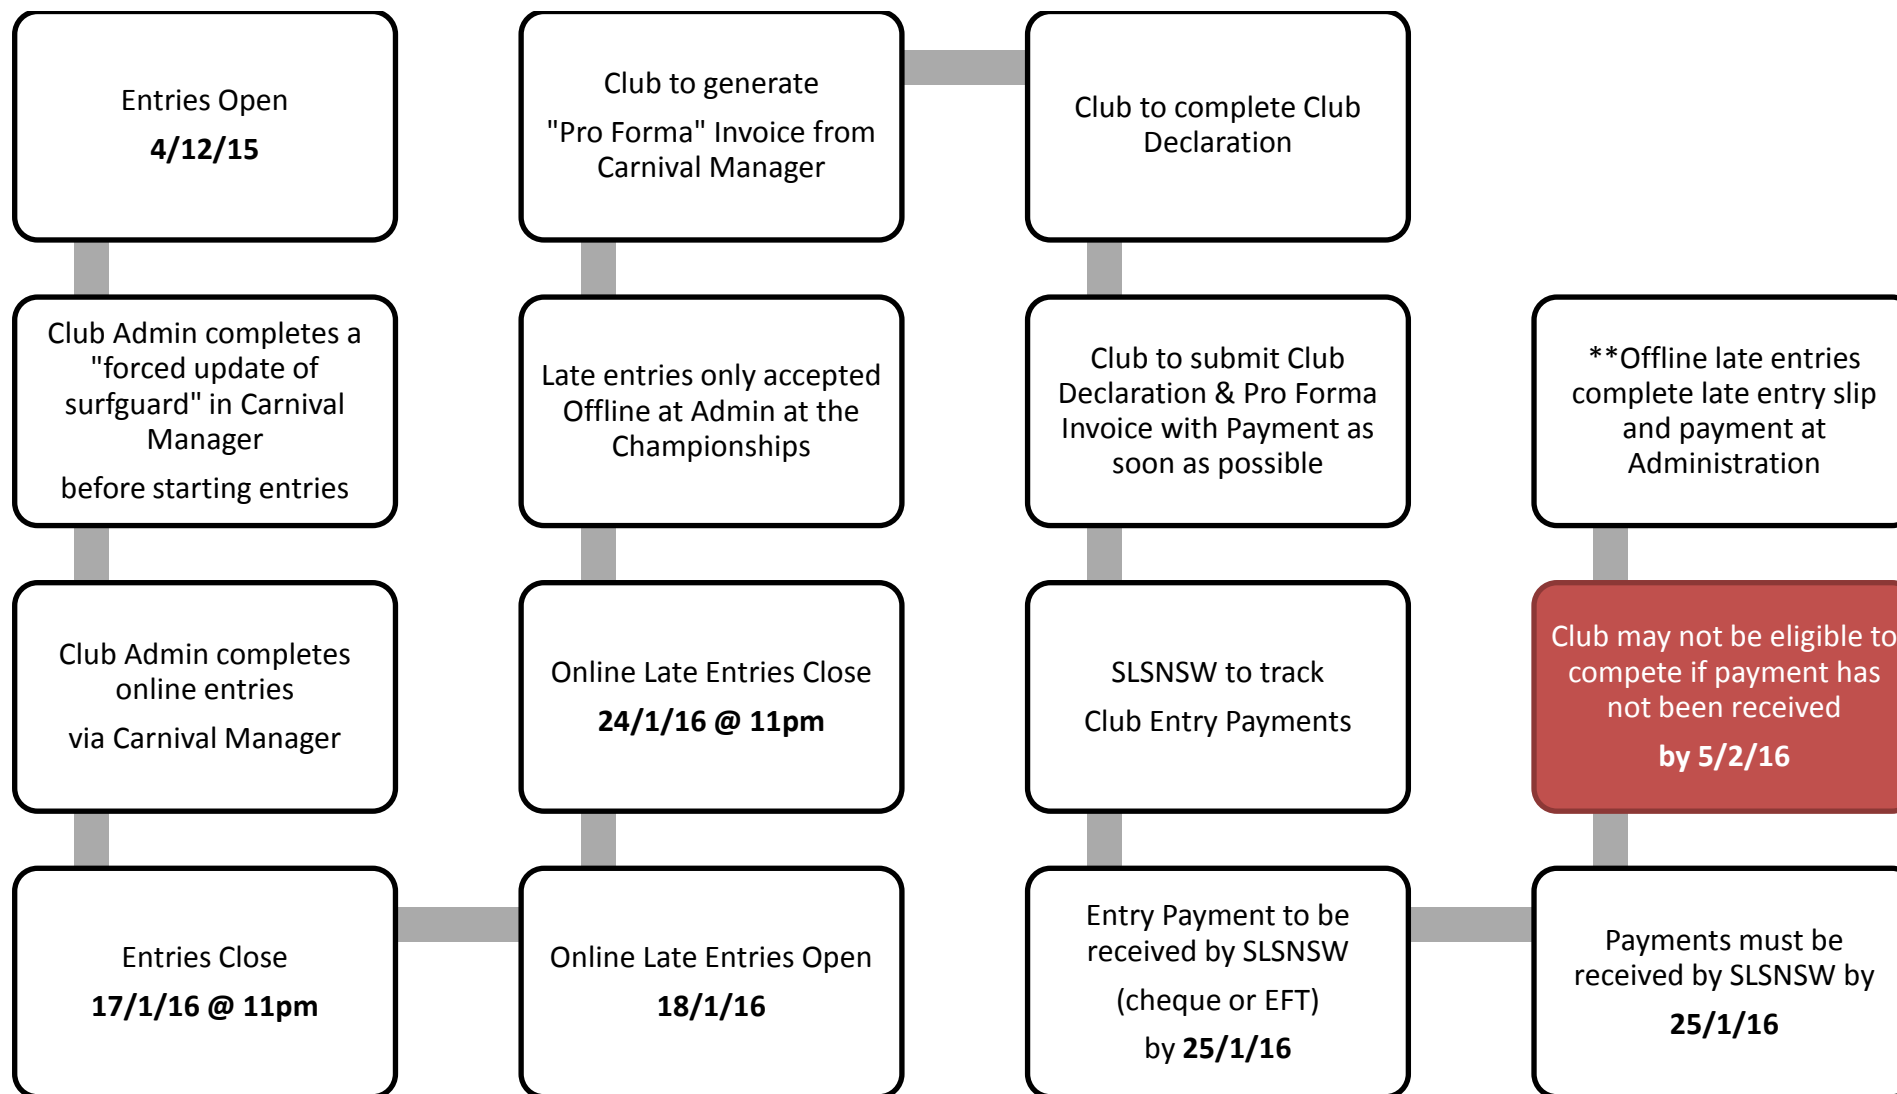 Entries Open
4/12/15
Club Admin completes a
"forced update of
surfguard" in Carnival
Manager
before starting entries
Club Admin completes
online entries
via Carnival Manager
Entries Close
17/1/16 @ 11pm
Online Late Entries Open
18/1/16
Online Late Entries Close
24/1/16 @ 11pm
Late entries only accepted
Offline at Admin at the
Championships
Club to generate
"Pro Forma" Invoice from
Carnival Manager
Club to complete Club
Declaration
Club to submit Club
Declaration & Pro Forma
Invoice with Payment as
soon as possible
SLSNSW to track
Club Entry Payments
Entry Payment to be
received by SLSNSW
(cheque or EFT)
by 25/1/16
Payments must be
received by SLSNSW by
25/1/16
Club may not be eligible to
compete if payment has
not been received
by 5/2/16
**Offline late entries
complete late entry slip
and payment at
Administration